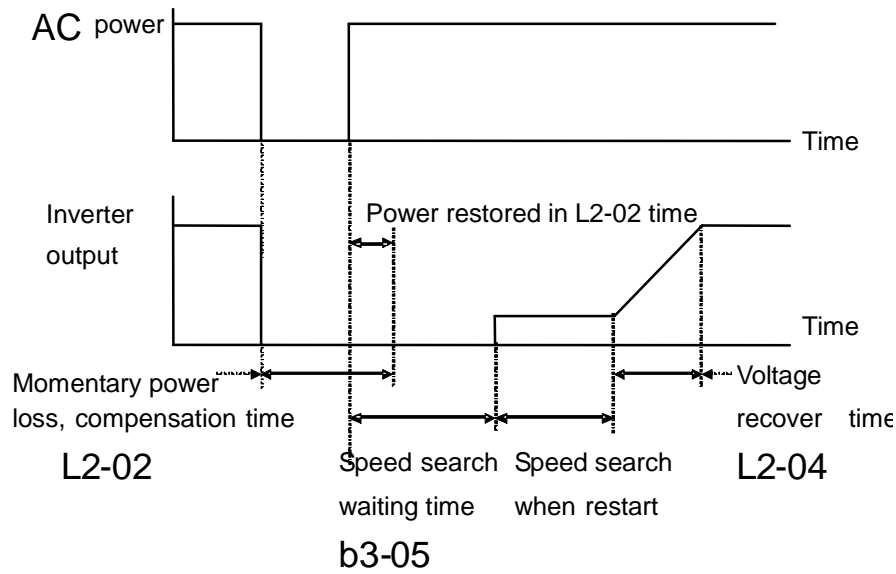 AC power
Time
Inverter
output
Power restored in L2-02 time
Time
Momentary power
loss, compensation time
L2-02
Speed search
waiting time
b3-05
Speed search
when restart
Voltage
recover time
L2-04